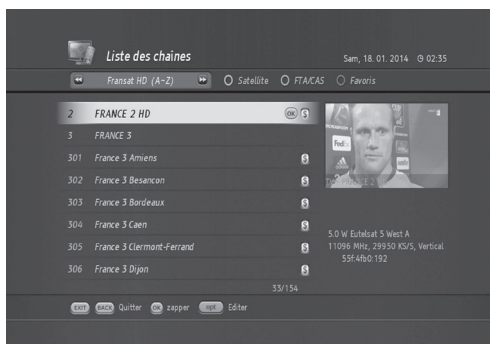 Liste des chaînes
Sam, 18. 01. 2014 02:35
Fransat HD (A-Z) Satellite FTA/CAS Favoris
2 FRANCE 2 HD OK $
3 FRANCE 3
301 France 3 Amiens $
302 France 3 Besancon $
303 France 3 Bordeaux $
304 France 3 Caen $
305 France 3 Clermont-Ferrand $
306 France 3 Dijon $
FedEx
adidas
5.0 W Eutelsat 5 West A
11096 MHz, 29950 KS/S, Vertical
55f:4fb0:192
33/154
EXIT BACK Quitter OK zapper opt Editer